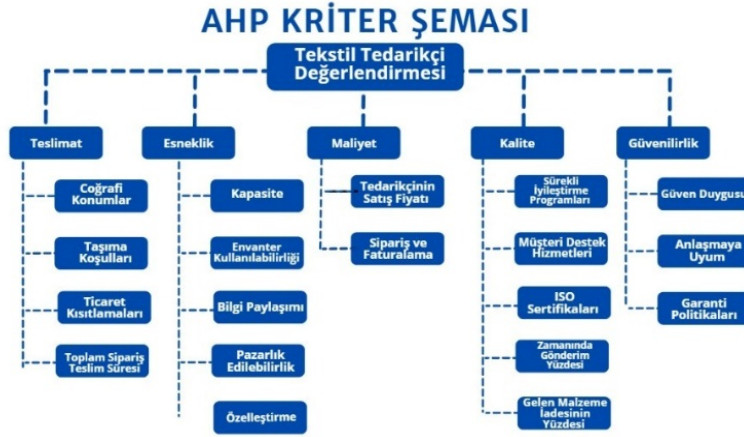 AHP KRİTER ŞEMASI
Tekstil Tedarikçi
Değerlendirmesi
Teslimat
Esneklik
Maliyet
Kalite
Güvenilirlik
Coğrafi
Konumlar
Taşıma
Koşulları
Ticaret
Kısıtlamaları
Toplam Sipariş
Teslim Süresi
Kapasite
Envanter
Kullanılabilirliği
Bilgi Paylaşımı
Pazarlık
Edilebilirlik
Özelleştirme
Tedarikçinin
Satış Fiyatı
Sipariş ve
Faturalama
Sürekli
İyileştirme
Programları
Müşteri Destek
Hizmetleri
ISO
Sertifikaları
Zamanında
Gönderim
Yüzdesi
Gelen Malzeme
İadesinin
Yüzdesi
Güven Duygusu
Anlaşmaya
Uyum
Garanti
Politikaları